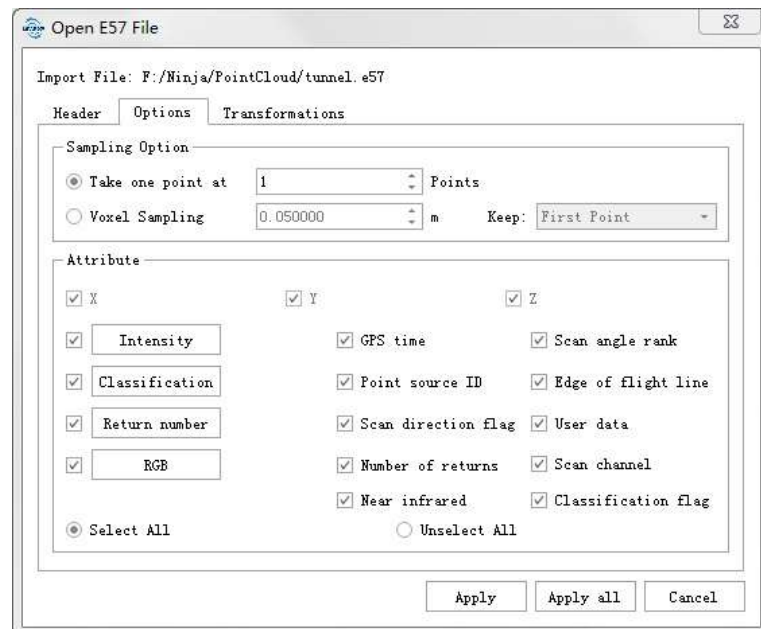 Open E57 File
Import File: F:/Ninja/PointCloud/tunnel.e57
Header Options Transformations
Sampling Option
Take one point at 1 Points
Voxel Sampling 0.050000 m Keep: First Point
Attribute
X Y Z
Intensity GPS time Scan angle rank
Classification Point source ID Edge of flight line
Return number Scan direction flag User data
RGB Number of returns Scan channel
Near infrared Classification flag
Select All Unselect All
Apply Apply all Cancel